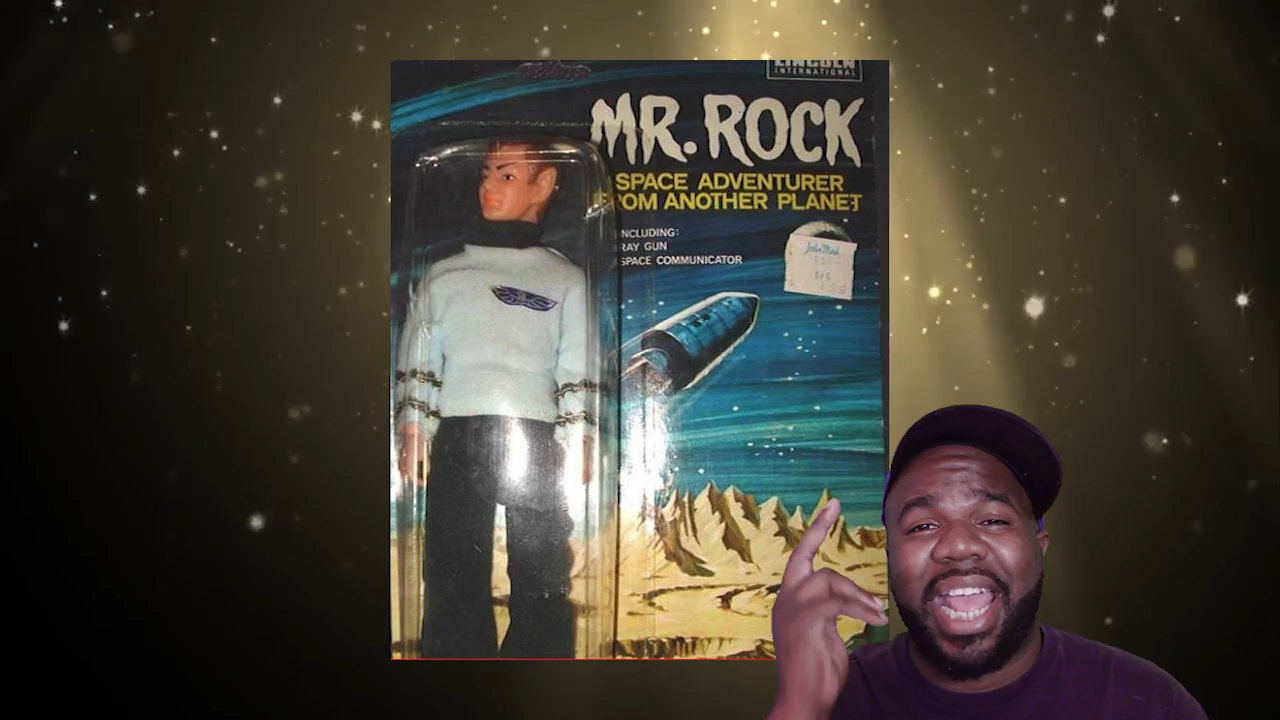 LINCOLN
INTERNATIONAL
MR. ROCK
SPACE ADVENTURER
FROM ANOTHER PLANET
INCLUDING:
RAY GUN
SPACE COMMUNICATOR